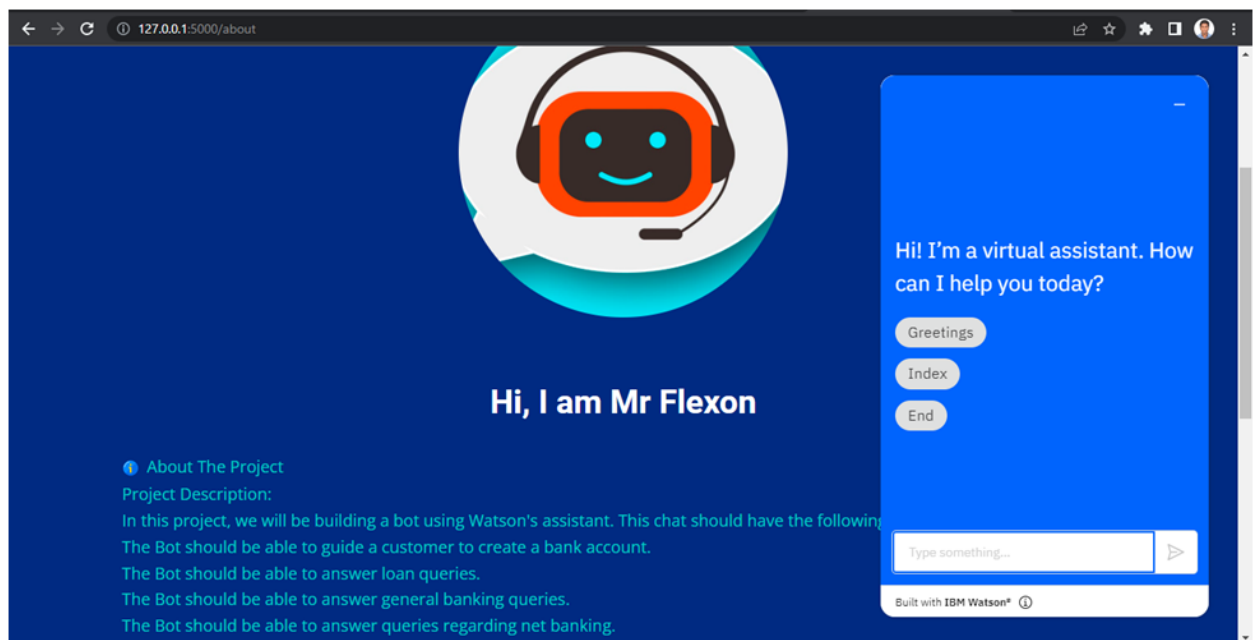 127.0.0.1:5000/about
Hi, I am Mr Flexon
About The Project
Project Description:
In this project, we will be building a bot using Watson's assistant. This chat should have the following
The Bot should be able to guide a customer to create a bank account.
The Bot should be able to answer loan queries.
The Bot should be able to answer general banking queries.
The Bot should be able to answer queries regarding net banking.
Hi! I’m a virtual assistant. How
can I help you today?
Greetings
Index
End
Type something...
Built with IBM Watson®